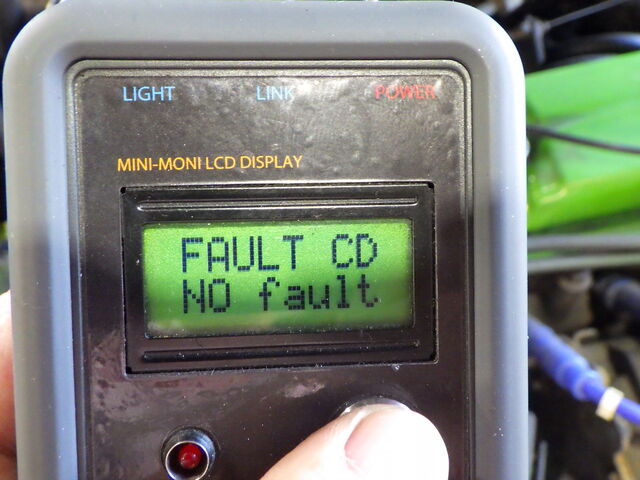 LIGHT LINK POWER
MINI-MONI LCD DISPLAY
FAULT CD
NO fault